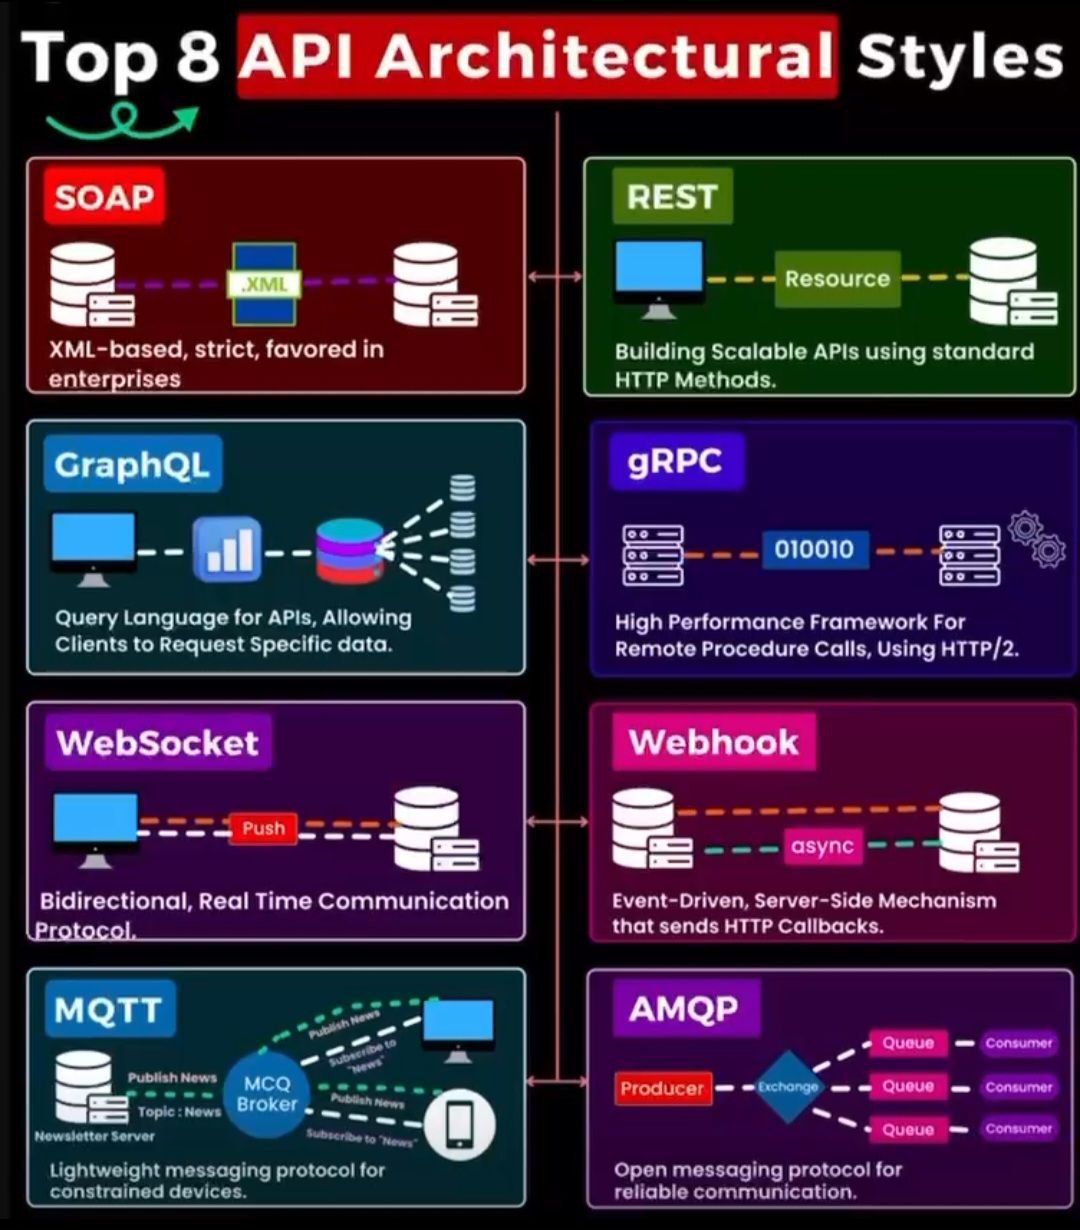 Top 8 API Architectural Styles
SOAP
.XML
XML-based, strict, favored in
enterprises
REST
Resource
Building Scalable APIs using standard
HTTP Methods.
GraphQL
Query Language for APIs, Allowing
Clients to Request Specific data.
gRPC
010010
High Performance Framework For
Remote Procedure Calls, Using HTTP/2.
WebSocket
Push
Bidirectional, Real Time Communication
Protocol.
Webhook
async
Event-Driven, Server-Side Mechanism
that sends HTTP Callbacks.
MQTT
Publish News
Subscribe to
"News"
Publish News
Topic : News
MCQ
Broker
Publish News
Subscribe to "News"
Newsletter Server
Lightweight messaging protocol for
constrained devices.
AMQP
Producer
Exchange
Queue
Consumer
Queue
Consumer
Queue
Consumer
Open messaging protocol for
reliable communication.